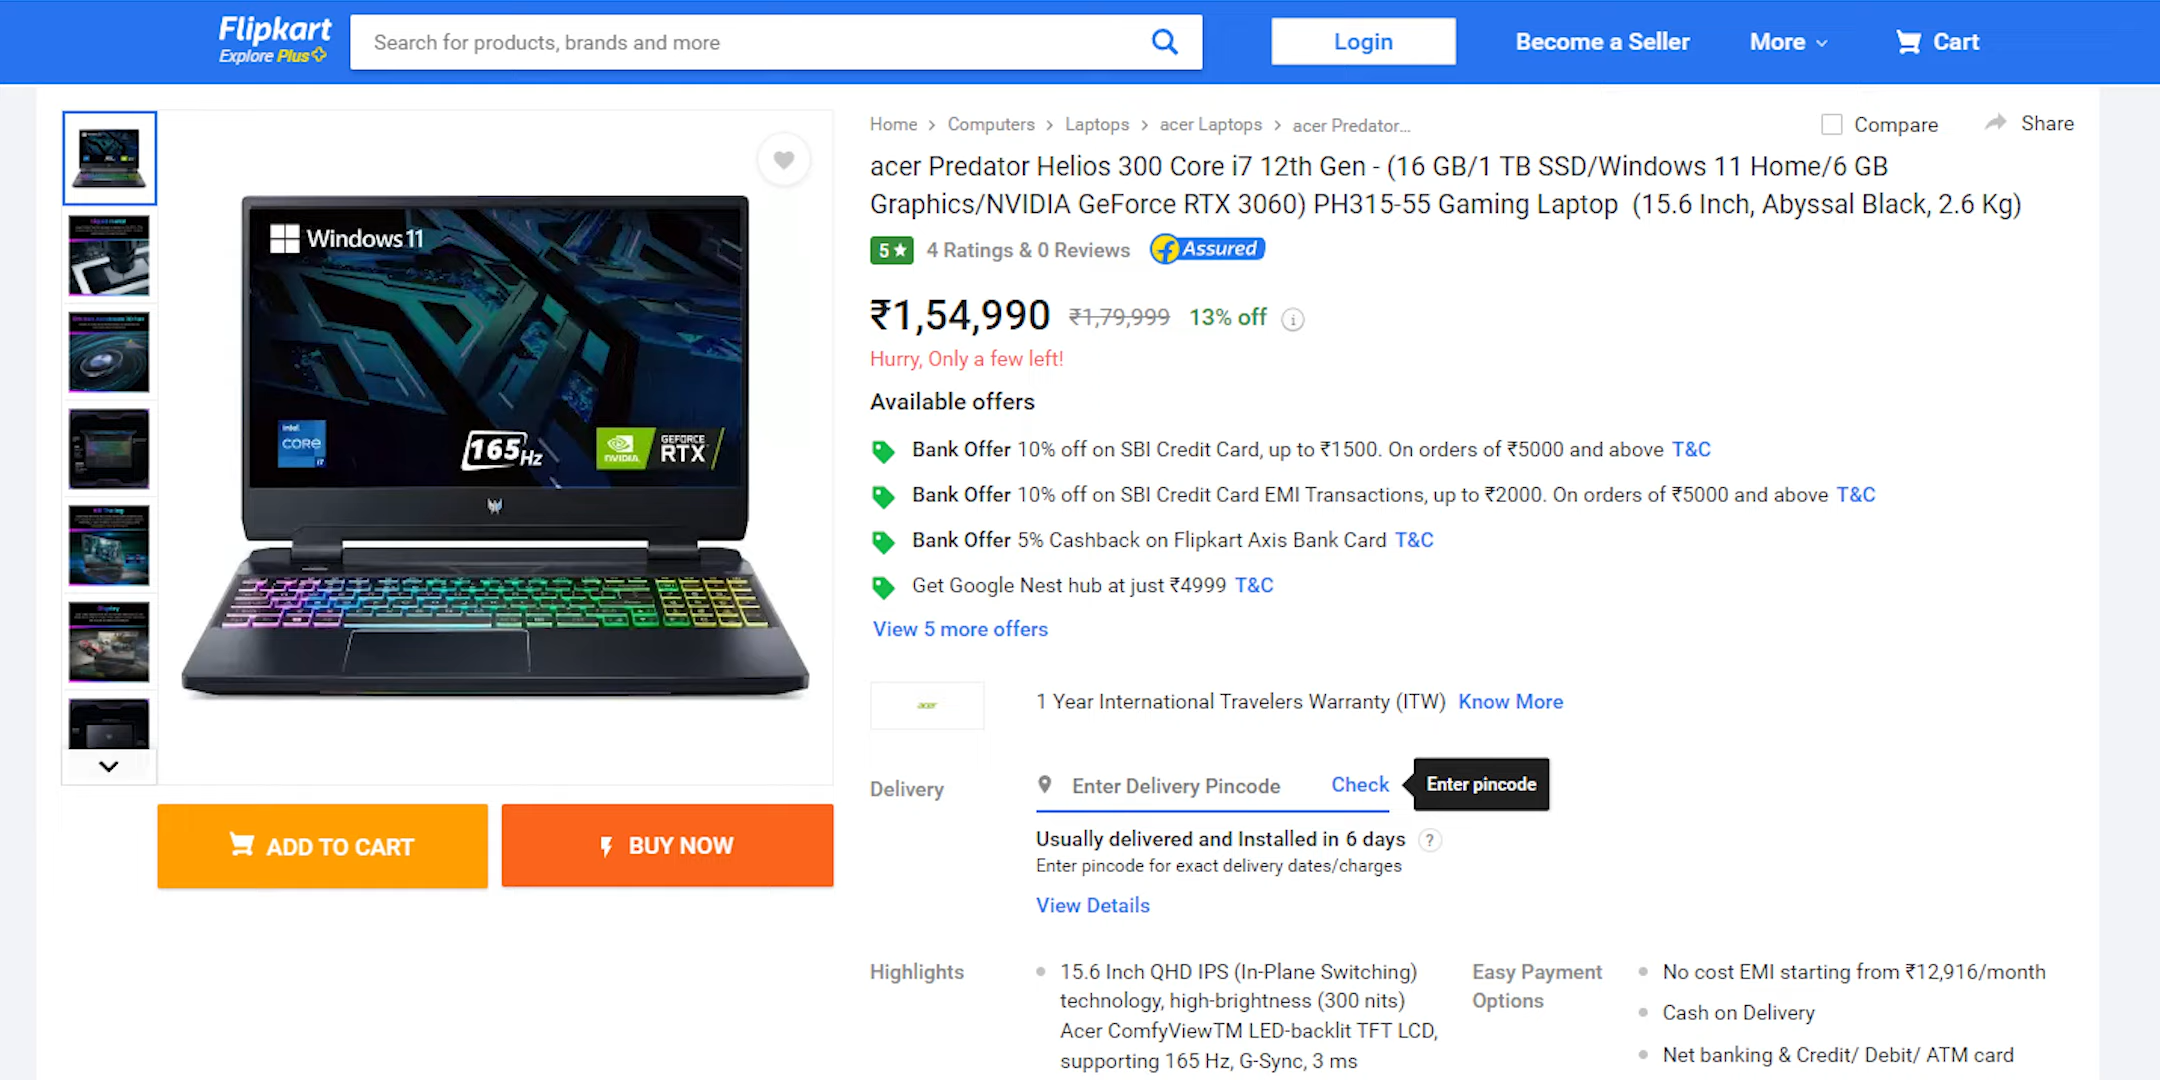 Flipkart
Explore Plus
Search for products, brands and more
Login
Become a Seller
More
Cart
Home > Computers > Laptops > acer Laptops > acer Predator...
Compare
Share
acer Predator Helios 300 Core i7 12th Gen - (16 GB/1 TB SSD/Windows 11 Home/6 GB
Graphics/NVIDIA GeForce RTX 3060) PH315-55 Gaming Laptop (15.6 Inch, Abyssal Black, 2.6 Kg)
5★ 4 Ratings & 0 Reviews
Assured
₹1,54,990 ₹1,79,999 13% off
Hurry, Only a few left!
Available offers
Bank Offer 10% off on SBI Credit Card, up to ₹1500. On orders of ₹5000 and above T&C
Bank Offer 10% off on SBI Credit Card EMI Transactions, up to ₹2000. On orders of ₹5000 and above T&C
Bank Offer 5% Cashback on Flipkart Axis Bank Card T&C
Get Google Nest hub at just ₹4999 T&C
View 5 more offers
Windows 11
intel
CORE
i7
165Hz
NVIDIA
GEFORCE
RTX
Display
acer
1 Year International Travelers Warranty (ITW) Know More
Delivery
Enter Delivery Pincode
Check
Enter pincode
Usually delivered and Installed in 6 days ?
Enter pincode for exact delivery dates/charges
View Details
ADD TO CART
BUY NOW
Highlights
15.6 Inch QHD IPS (In-Plane Switching)
technology, high-brightness (300 nits)
Acer ComfyViewTM LED-backlit TFT LCD,
supporting 165 Hz, G-Sync, 3 ms
Easy Payment
Options
No cost EMI starting from ₹12,916/month
Cash on Delivery
Net banking & Credit/ Debit/ ATM card